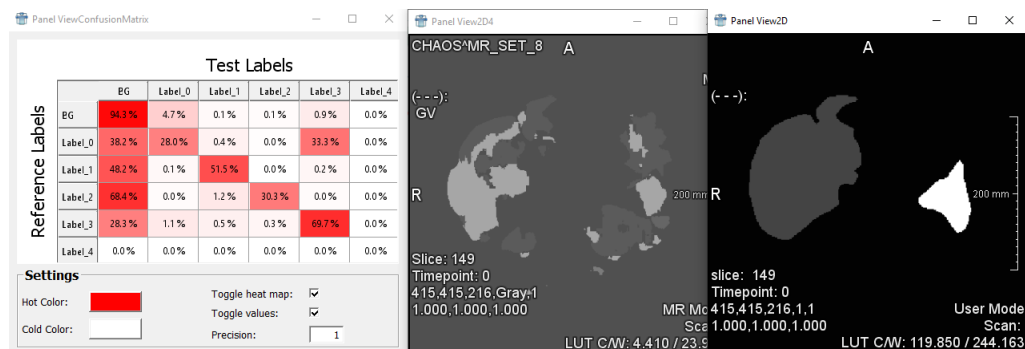 Panel ViewConfusionMatrix
Test Labels
Reference Labels
BG Label_0 Label_1 Label_2 Label_3 Label_4
BG 94.3% 4.7% 0.1% 0.1% 0.9% 0.0%
Label_0 38.2% 28.0% 0.4% 0.0% 33.3% 0.0%
Label_1 48.2% 0.1% 51.5% 0.0% 0.2% 0.0%
Label_2 68.4% 0.0% 1.2% 30.3% 0.0% 0.0%
Label_3 28.3% 1.1% 0.5% 0.3% 69.7% 0.0%
Label_4 0.0% 0.0% 0.0% 0.0% 0.0% 0.0%
Settings
Hot Color:
Toggle heat map:
Toggle values:
Cold Color:
Precision: 1
Panel View2D4
CHAOS^MR_SET_8 A
(---):
GV
R
200 mm
Slice: 149
Timepoint: 0
415,415,216,Gray,1
1.000,1.000,1.000
MR Mo
Sca
LUT C/W: 4.410 / 23.9
Panel View2D
A
(---):
R
200 mm
slice: 149
Timepoint: 0
415,415,216,1,1
1.000,1.000,1.000
User Mode
Scan:
LUT C/W: 119.850 / 244.163